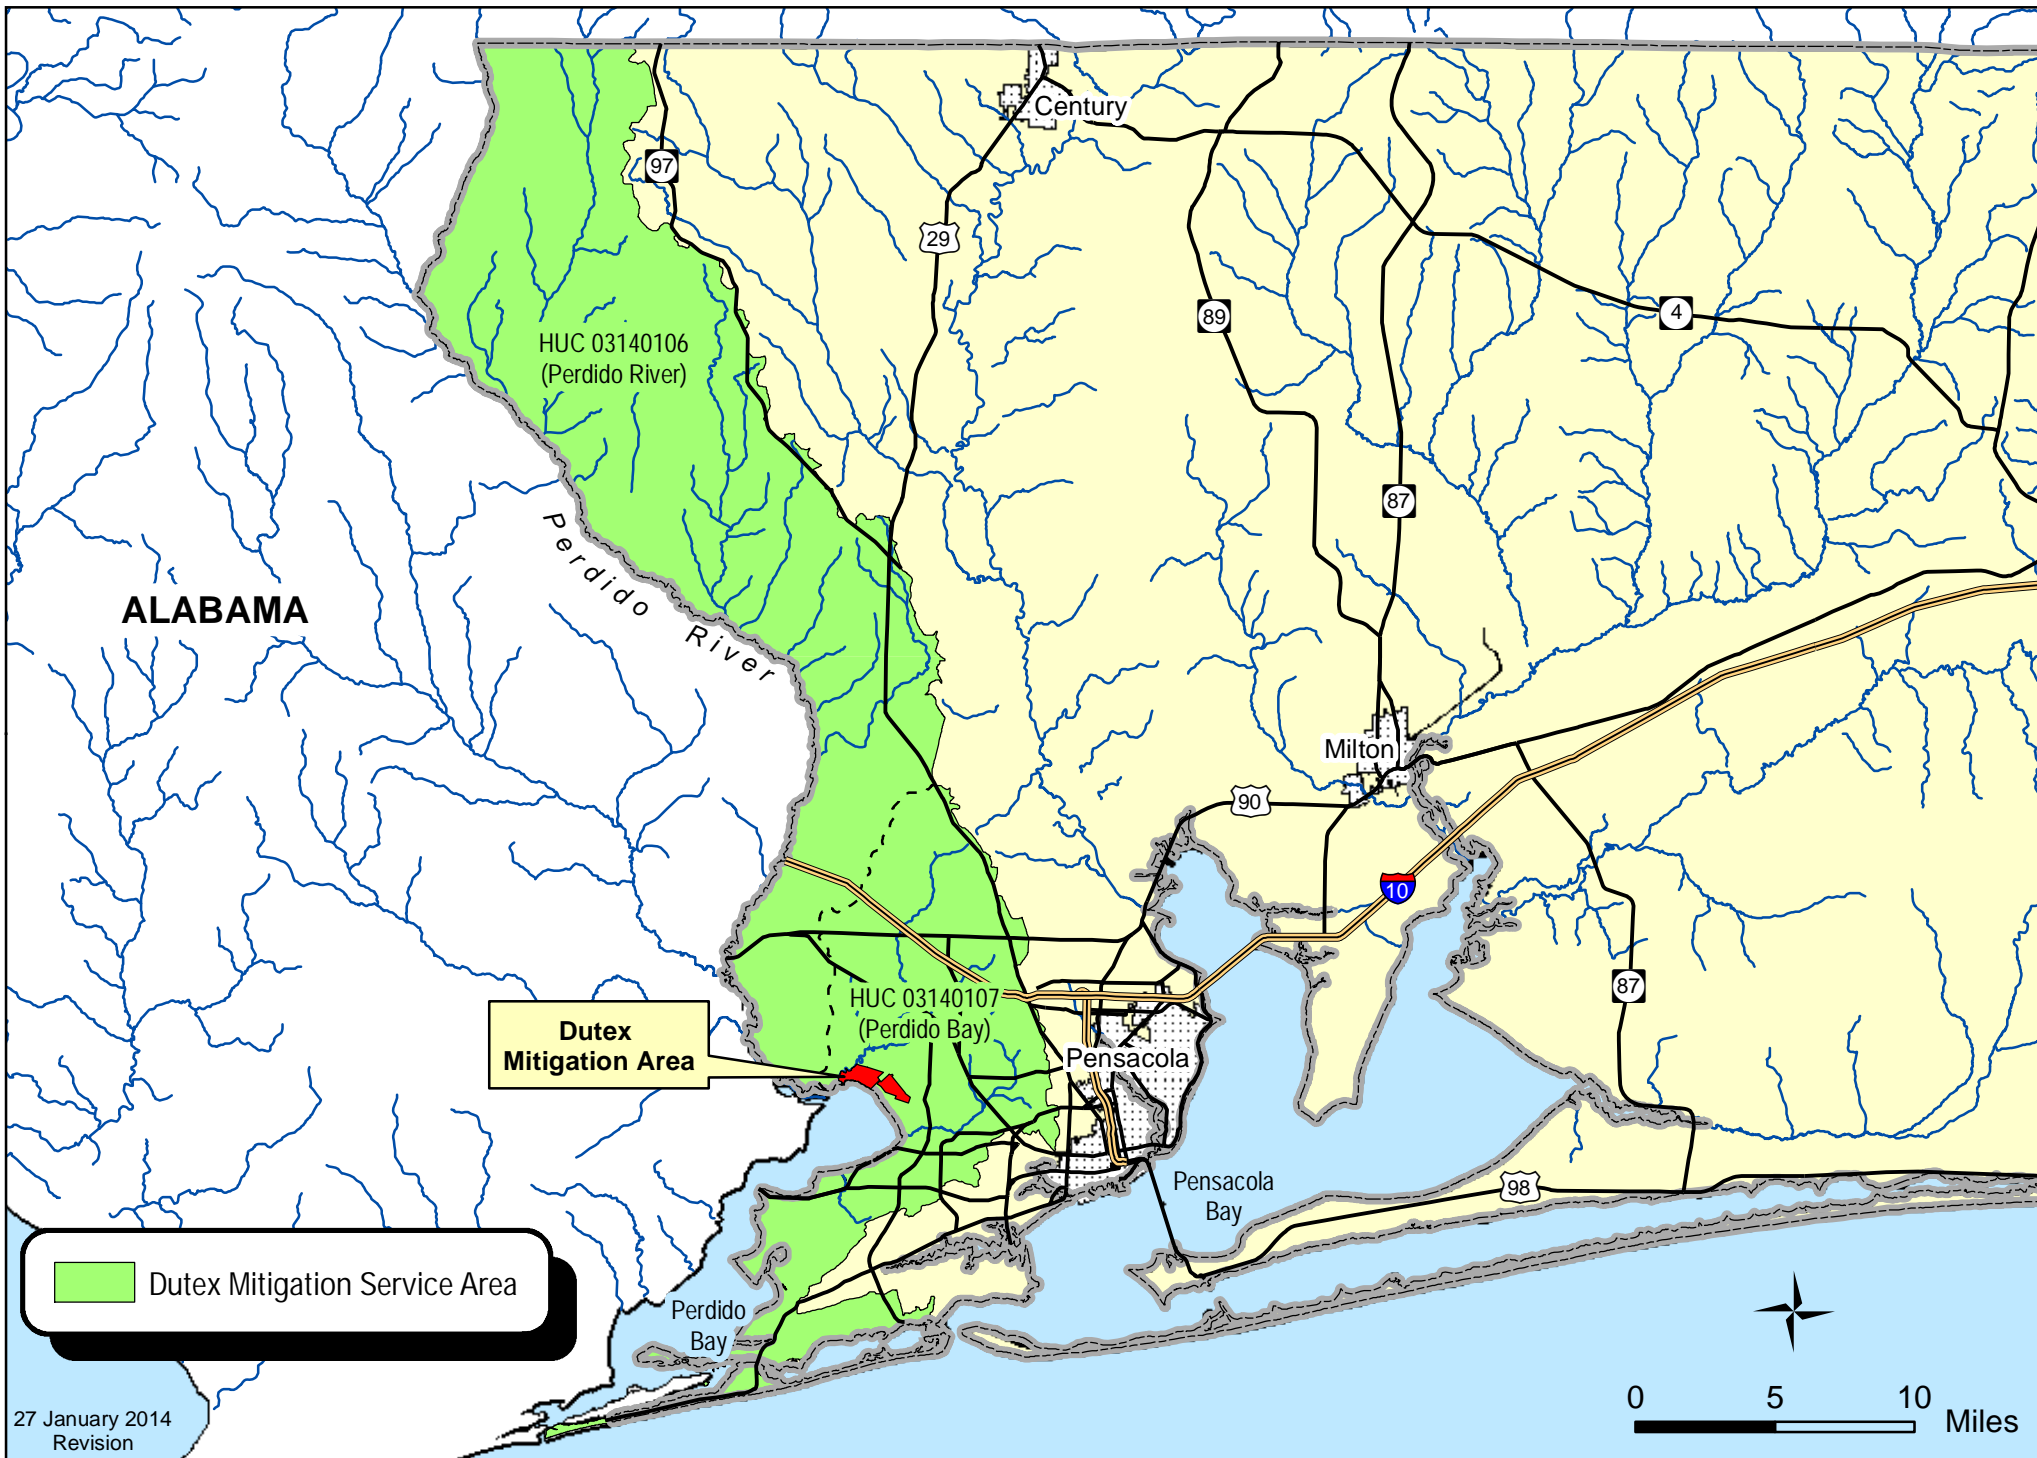 Century
97
29
89
4
HUC 03140106
(Perdido River)
87
Perdido River
ALABAMA
Milton
90
10
87
HUC 03140107
(Perdido Bay)
Dutex
Mitigation Area
Pensacola
Pensacola
Bay
98
Dutex Mitigation Service Area
Perdido
Bay
27 January 2014
Revision
0 5 10
Miles